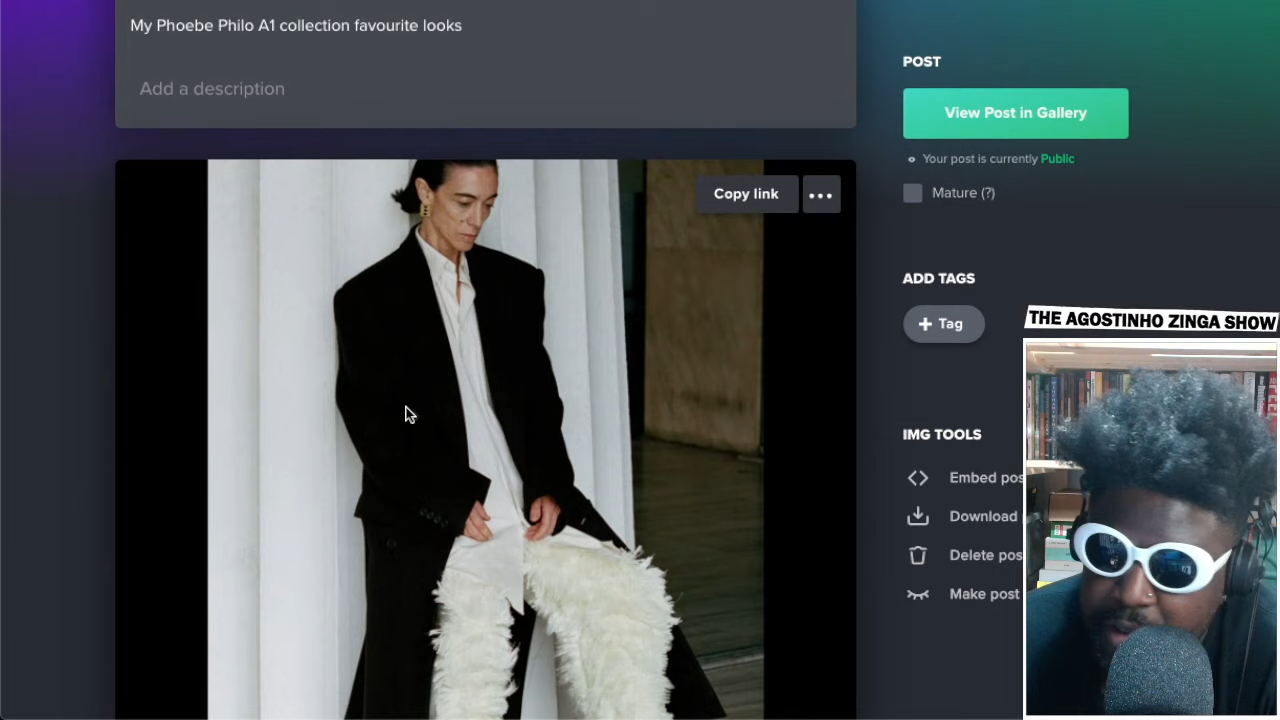 My Phoebe Philo A1 collection favourite looks
Add a description
Copy link
POST
View Post in Gallery
Your post is currently Public
Mature (?)
ADD TAGS
Tag
THE AGOSTINHO ZINGA SHOW
IMG TOOLS
Embed pos
Download
Delete pos
Make post